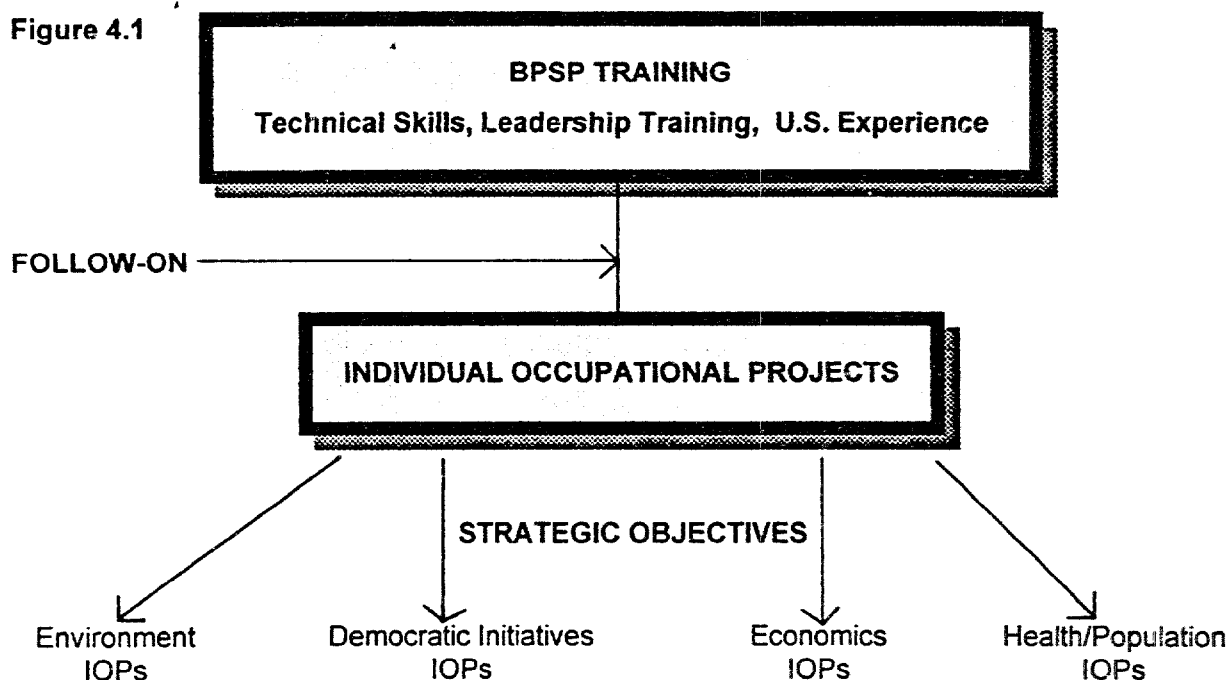 Figure 4.1
BPSP TRAINING
Technical Skills, Leadership Training, U.S. Experience
FOLLOW-ON
INDIVIDUAL OCCUPATIONAL PROJECTS
STRATEGIC OBJECTIVES
Environment IOPs
Democratic Initiatives IOPs
Economics IOPs
Health/Population IOPs